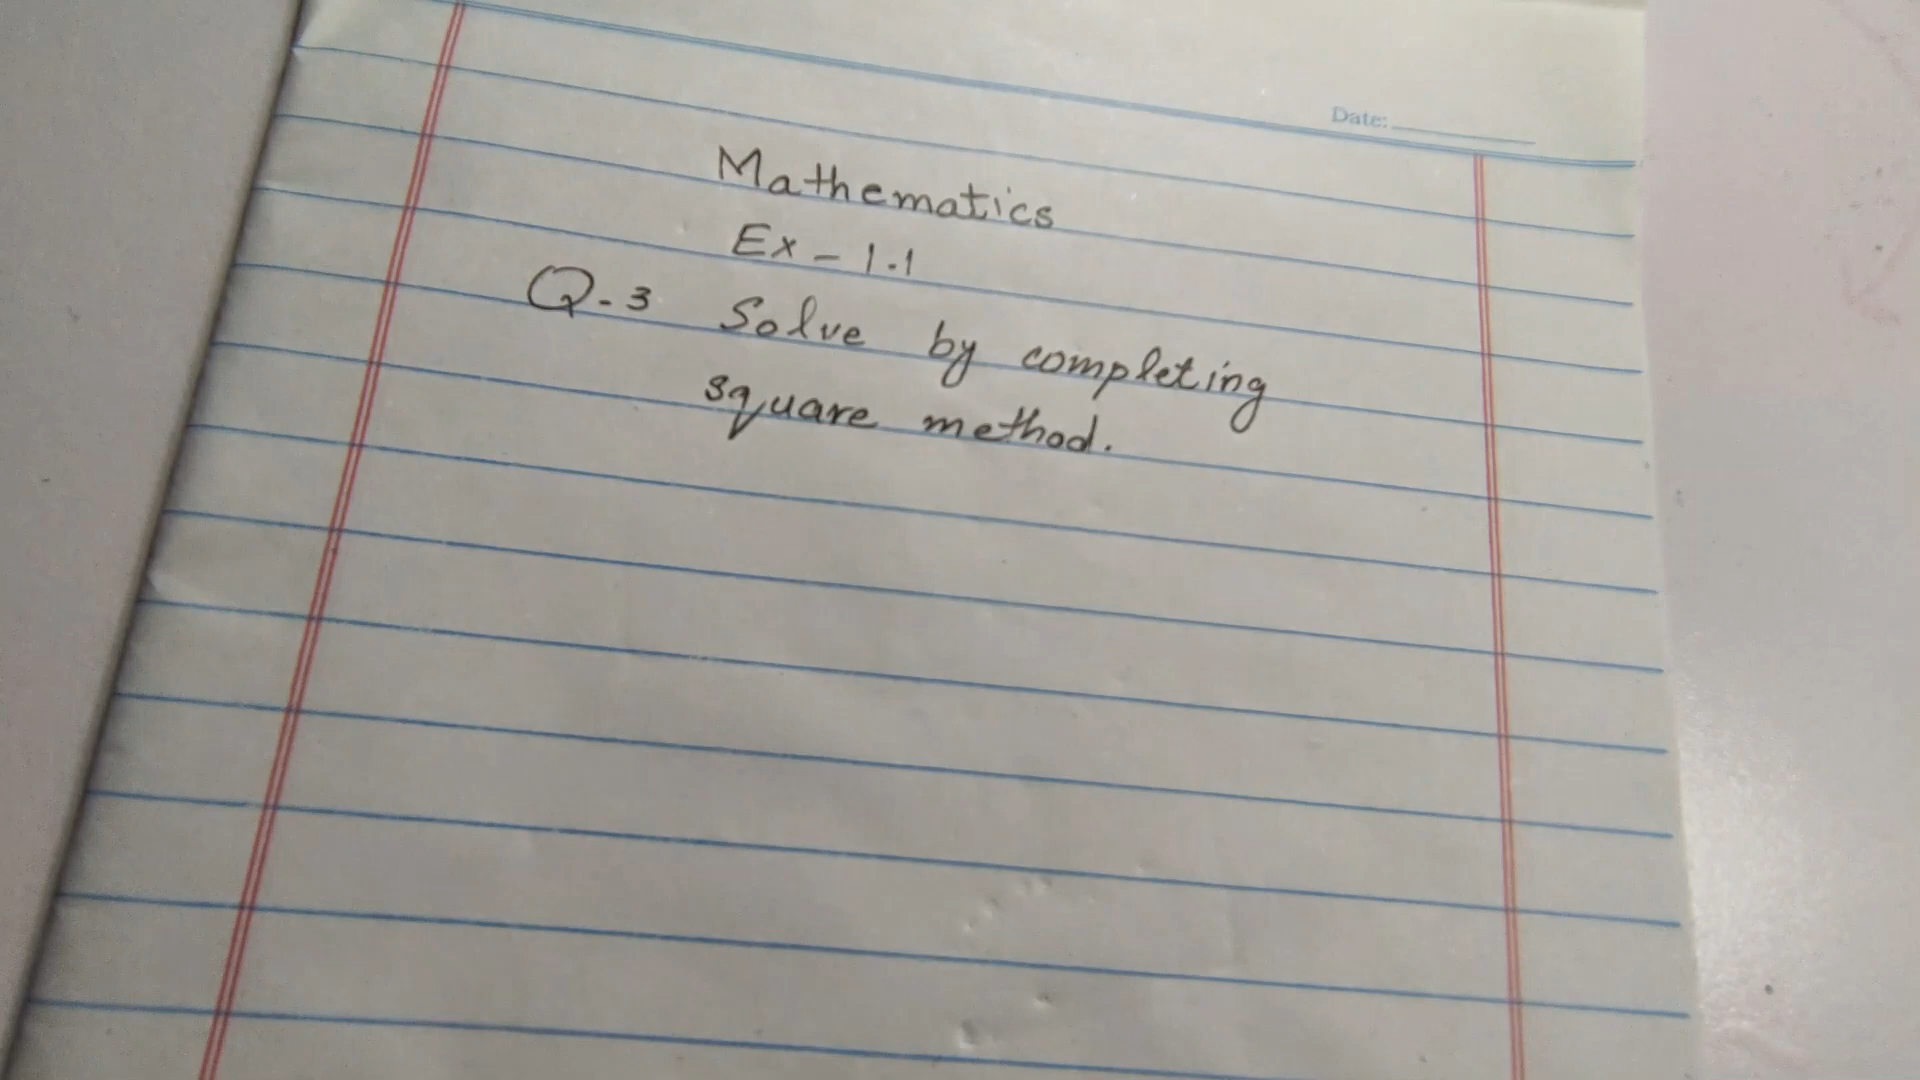 Date:
Mathematics
Ex - 1.1
Q.3 Solve by completing
square method.